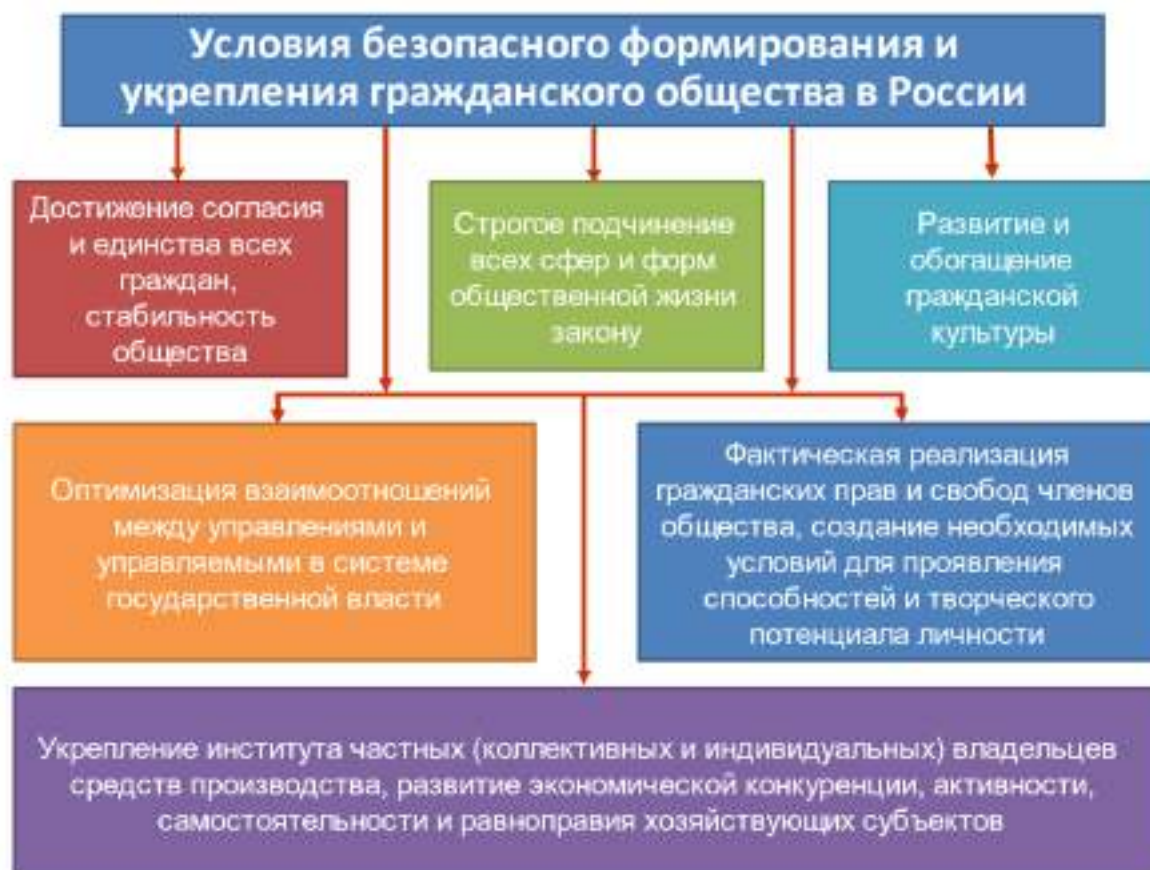 Условия безопасного формирования и
укрепления гражданского общества в России
Достижение согласия
и единства всех
граждан,
стабильность
общества
Строгое подчинение
всех сфер и форм
общественной жизни
закону
Развитие и
обогащение
гражданской
культуры
Оптимизация взаимоотношений
между управлениями и
управляемыми в системе
государственной власти
Фактическая реализация
гражданских прав и свобод членов
общества, создание необходимых
условий для проявления
способностей и творческого
потенциала личности
Укрепление института частных (коллективных и индивидуальных) владельцев
средств производства, развитие экономической конкуренции, активности,
самостоятельности и равноправия хозяйствующих субъектов